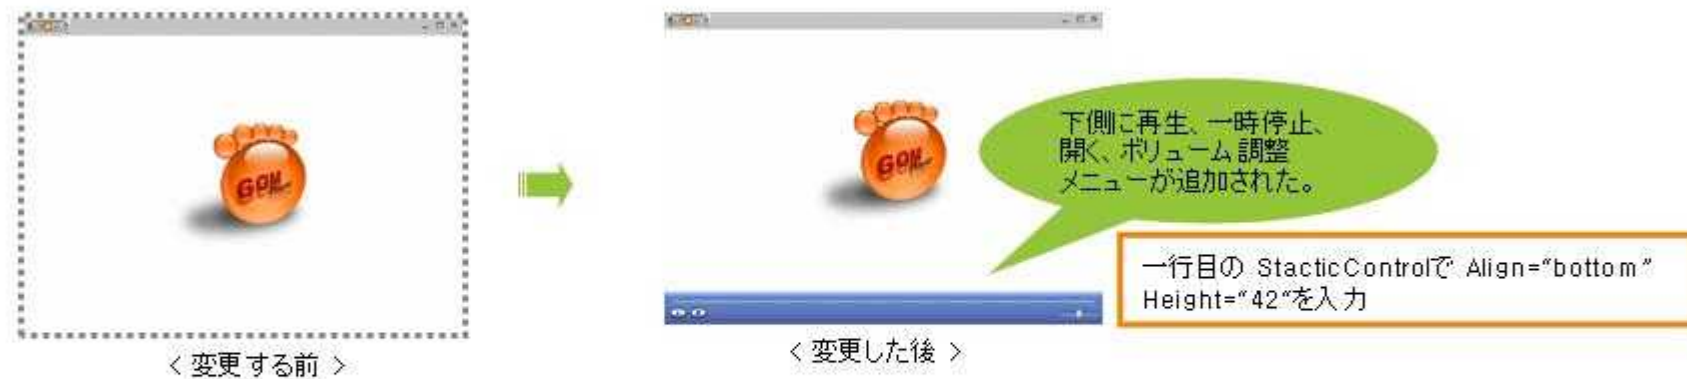 GOM
GOM
下側に再生、一時停止、
開く、ボリューム調整
メニューが追加された。
一行目の StacticControlで Align="bottom"
Height="42"を入力
< 変更する前 >
< 変更した後 >